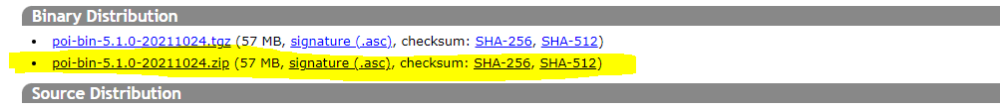 Binary Distribution
• poi-bin-5.1.0-20211024.tgz (57 MB, signature (.asc), checksum: SHA-256, SHA-512)
• poi-bin-5.1.0-20211024.zip (57 MB, signature (.asc), checksum: SHA-256, SHA-512)
Source Distribution